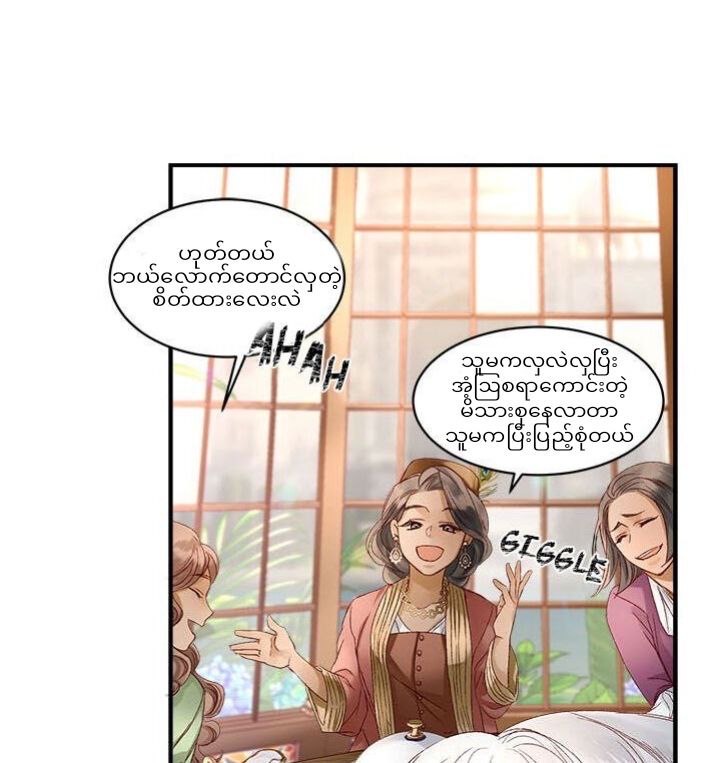 ဟုတ်တယ်
ဘယ်လောက်တောင်လှတဲ့
စိတ်ထားလေးလဲ
AHAH
သူမကလှလဲလှပြီး
အံ့ဩစရာကောင်းတဲ့
မိသားစုနေလာတာ
သူမကပြီးပြည့်စုံတယ်
GIGGLE